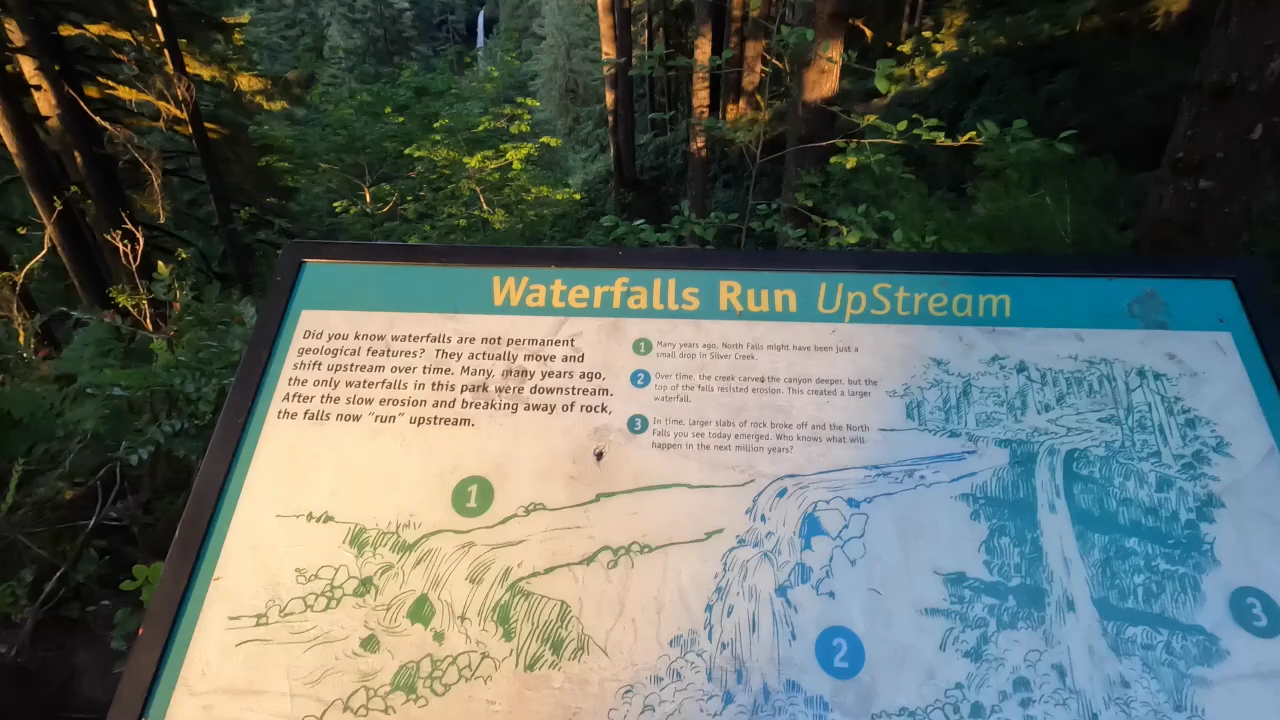 Waterfalls Run UpStream
Did you know waterfalls are not permanent
geological features? They actually move and
shift upstream over time. Many, many years ago,
the only waterfalls in this park were downstream.
After the slow erosion and breaking away of rock,
the falls now “run” upstream.
1 Many years ago, North Falls might have been just a
small drop in Silver Creek.
2 Over time, the creek carved the canyon deeper, but the
top of the falls resisted erosion. This created a larger
waterfall.
3 In time, larger slabs of rock broke off and the North
Falls you see today emerged. Who knows what will
happen in the next million years?
1
2
3